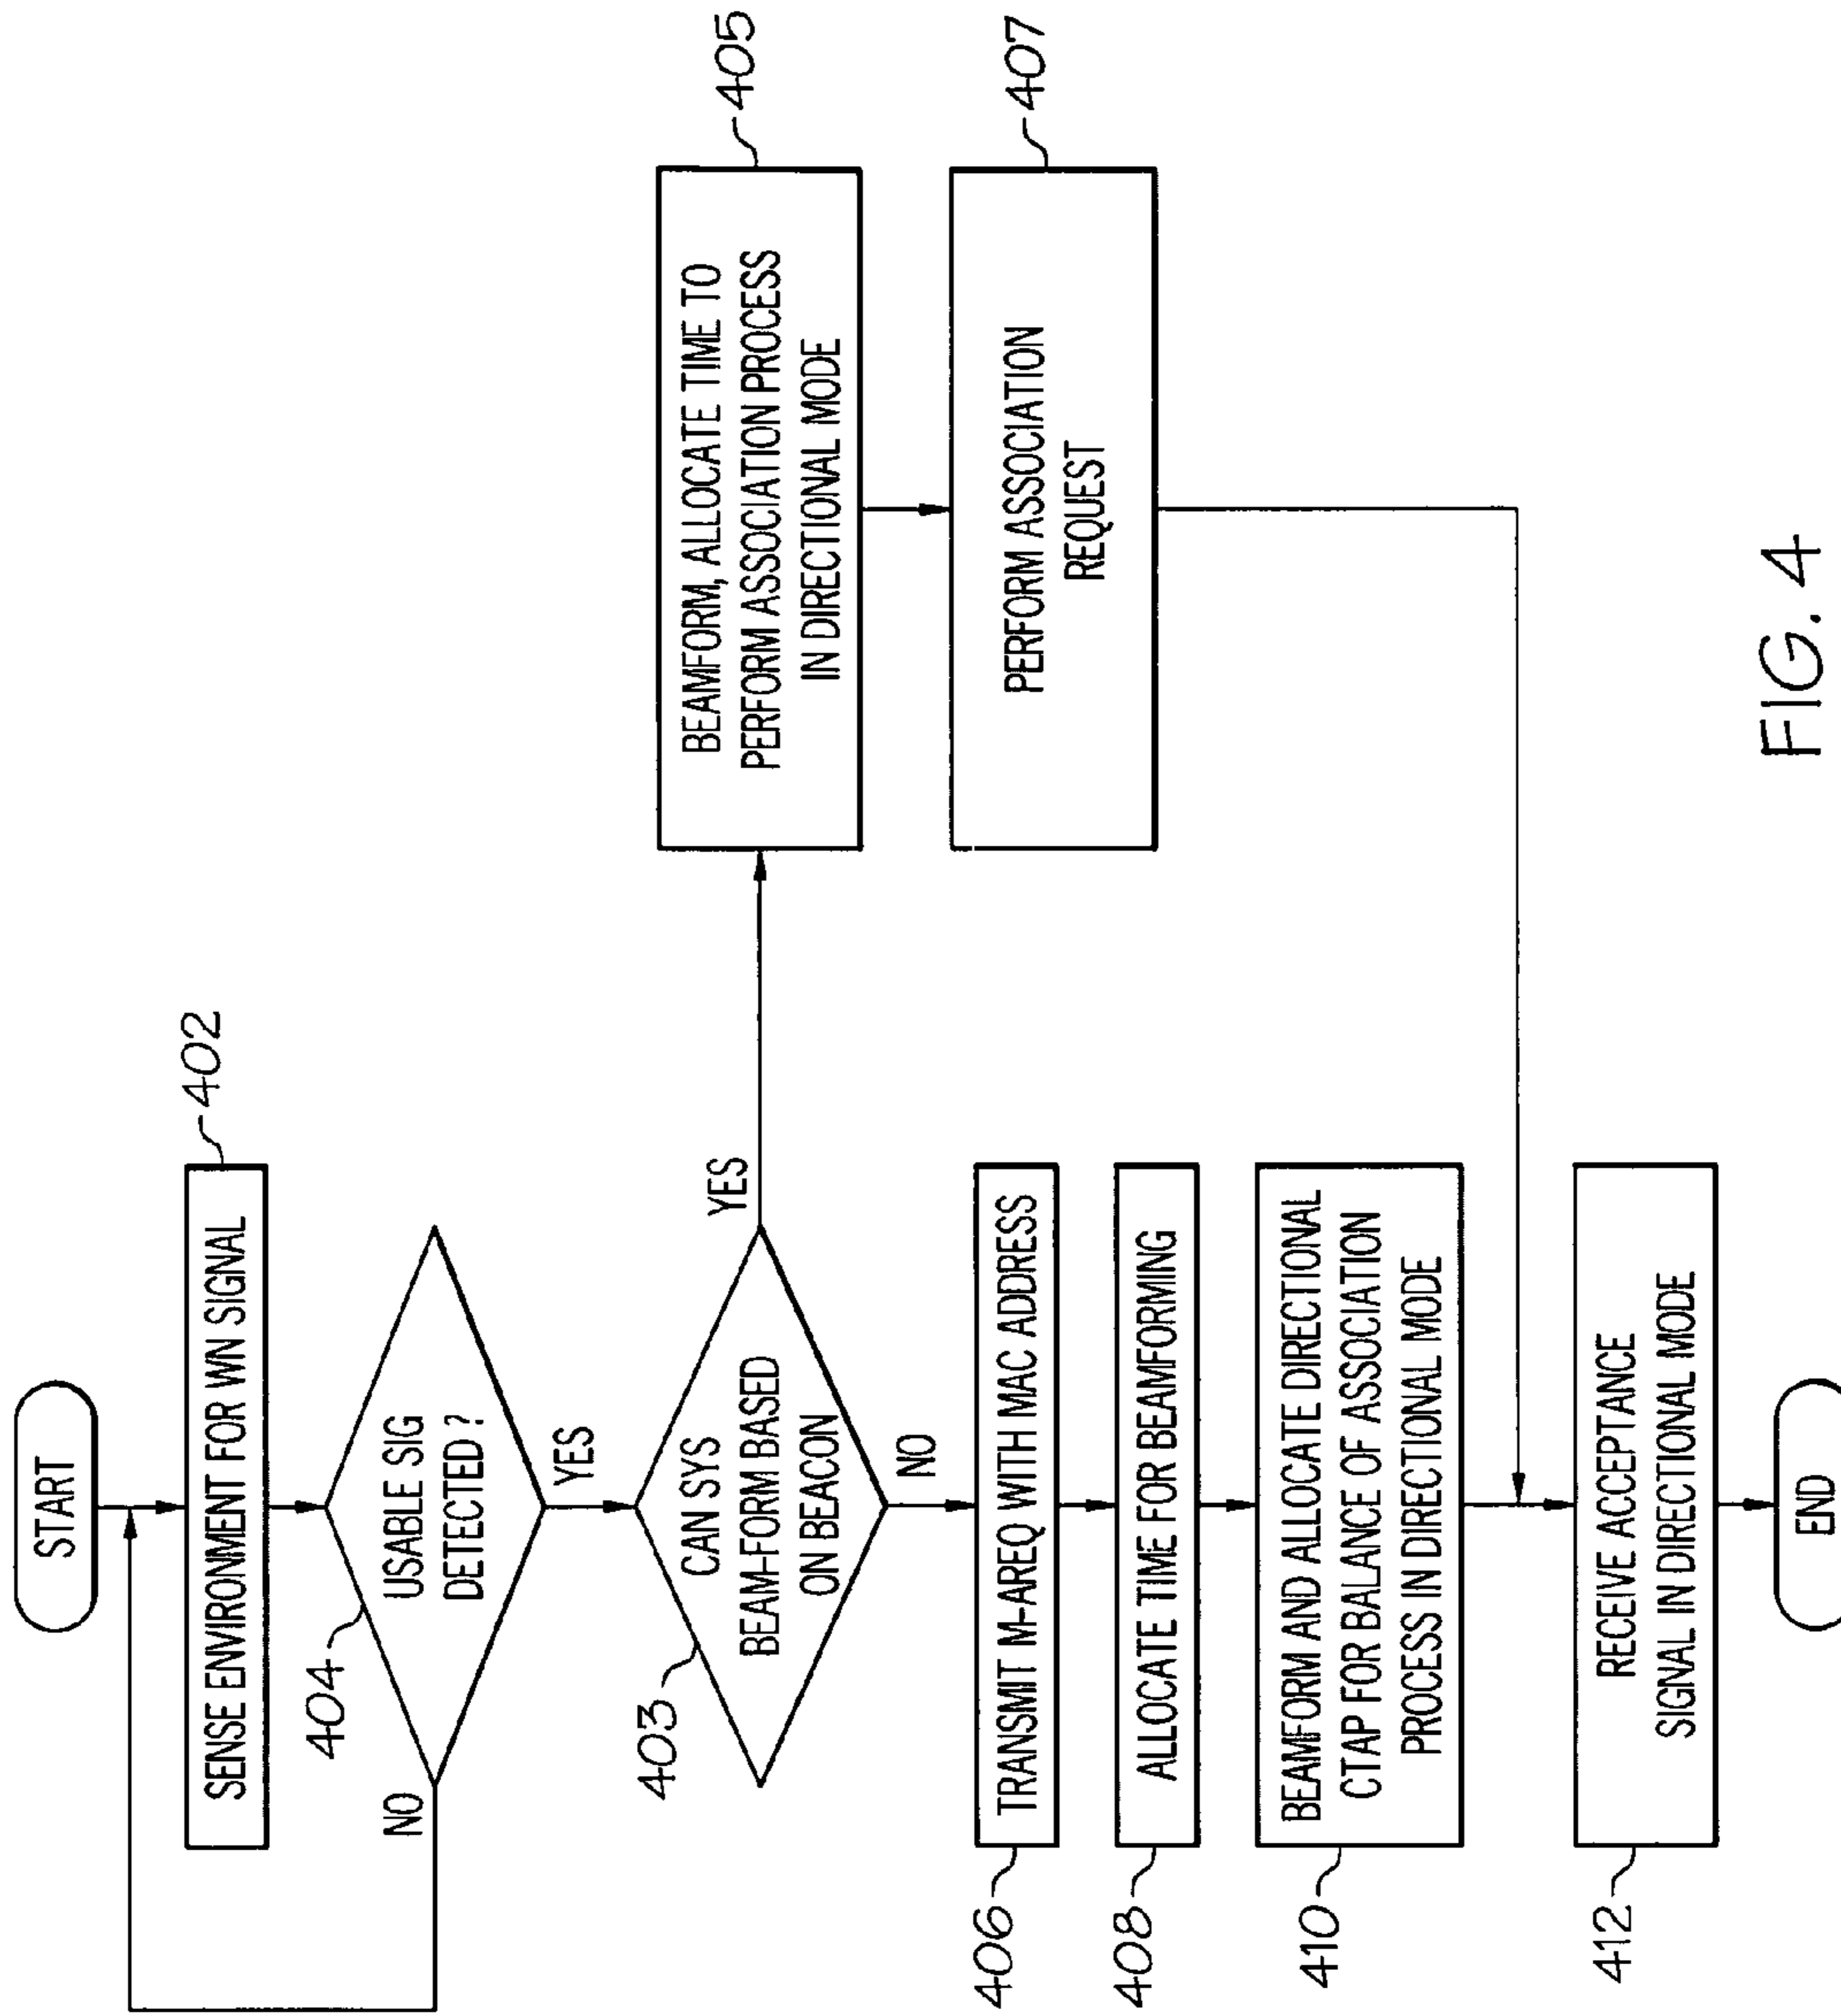 START
SENSE ENVIRONMENT FOR WN SIGNAL
402
404
USABLE SIG
DETECTED ?
NO
YES
403
CAN SYS
BEAM-FORM BASED
ON BEACON
YES
NO
BEAMFORM, ALLOCATE TIME TO
PERFORM ASSOCIATION PROCESS
IN DIRECTIONAL MODE
405
PERFORM ASSOCIATION
REQUEST
407
406
TRANSMIT M-AREQ WITH MAC ADDRESS
408
ALLOCATE TIME FOR BEAMFORMING
410
BEAMFORM AND ALLOCATE DIRECTIONAL
CTAP FOR BALANCE OF ASSOCIATION
PROCESS IN DIRECTIONAL MODE
412
RECEIVE ACCEPTANCE
SIGNAL IN DIRECTIONAL MODE
END
FIG. 4